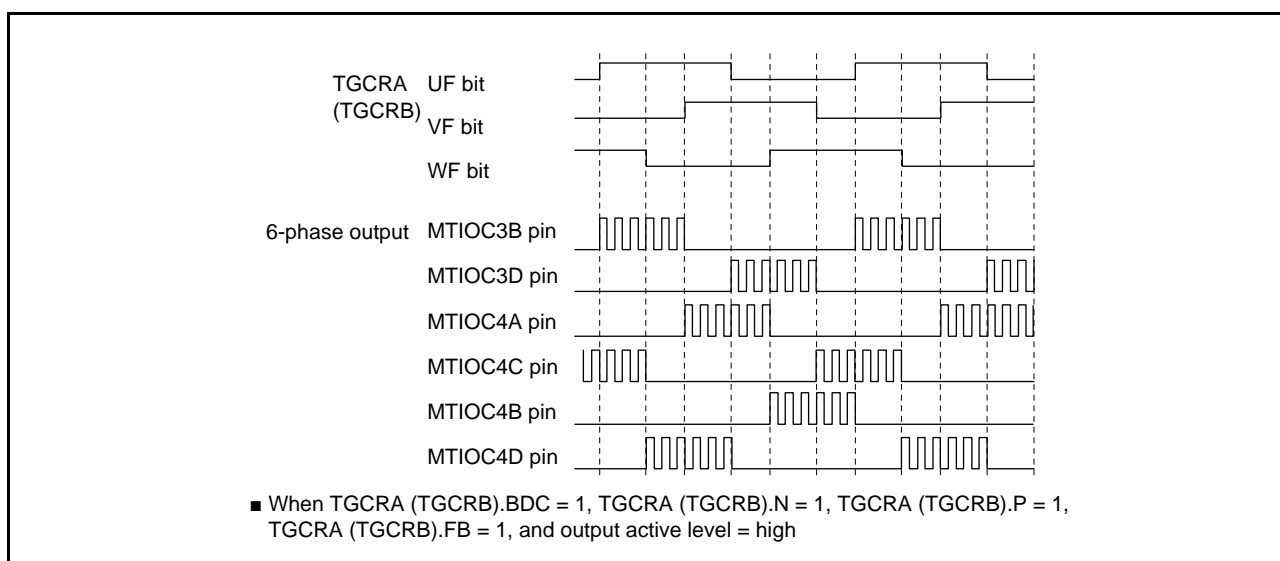 TGCRA UF bit
(TGCRB)
VF bit
WF bit
6-phase output MTIOC3B pin
MTIOC3D pin
MTIOC4A pin
MTIOC4C pin
MTIOC4B pin
MTIOC4D pin
■ When TGCRA (TGCRB).BDC = 1, TGCRA (TGCRB).N = 1, TGCRA (TGCRB).P = 1,
TGCRA (TGCRB).FB = 1, and output active level = high